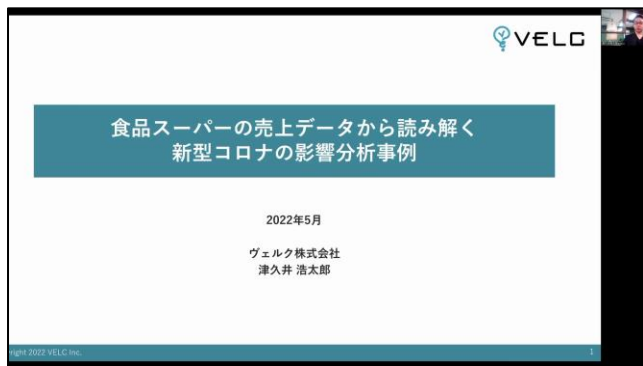 VELC
食品スーパーの売上データから読み解く
新型コロナの影響分析事例
2022年5月
ヴェルク株式会社
津久井 浩太郎
right 2022 VELC Inc.
1